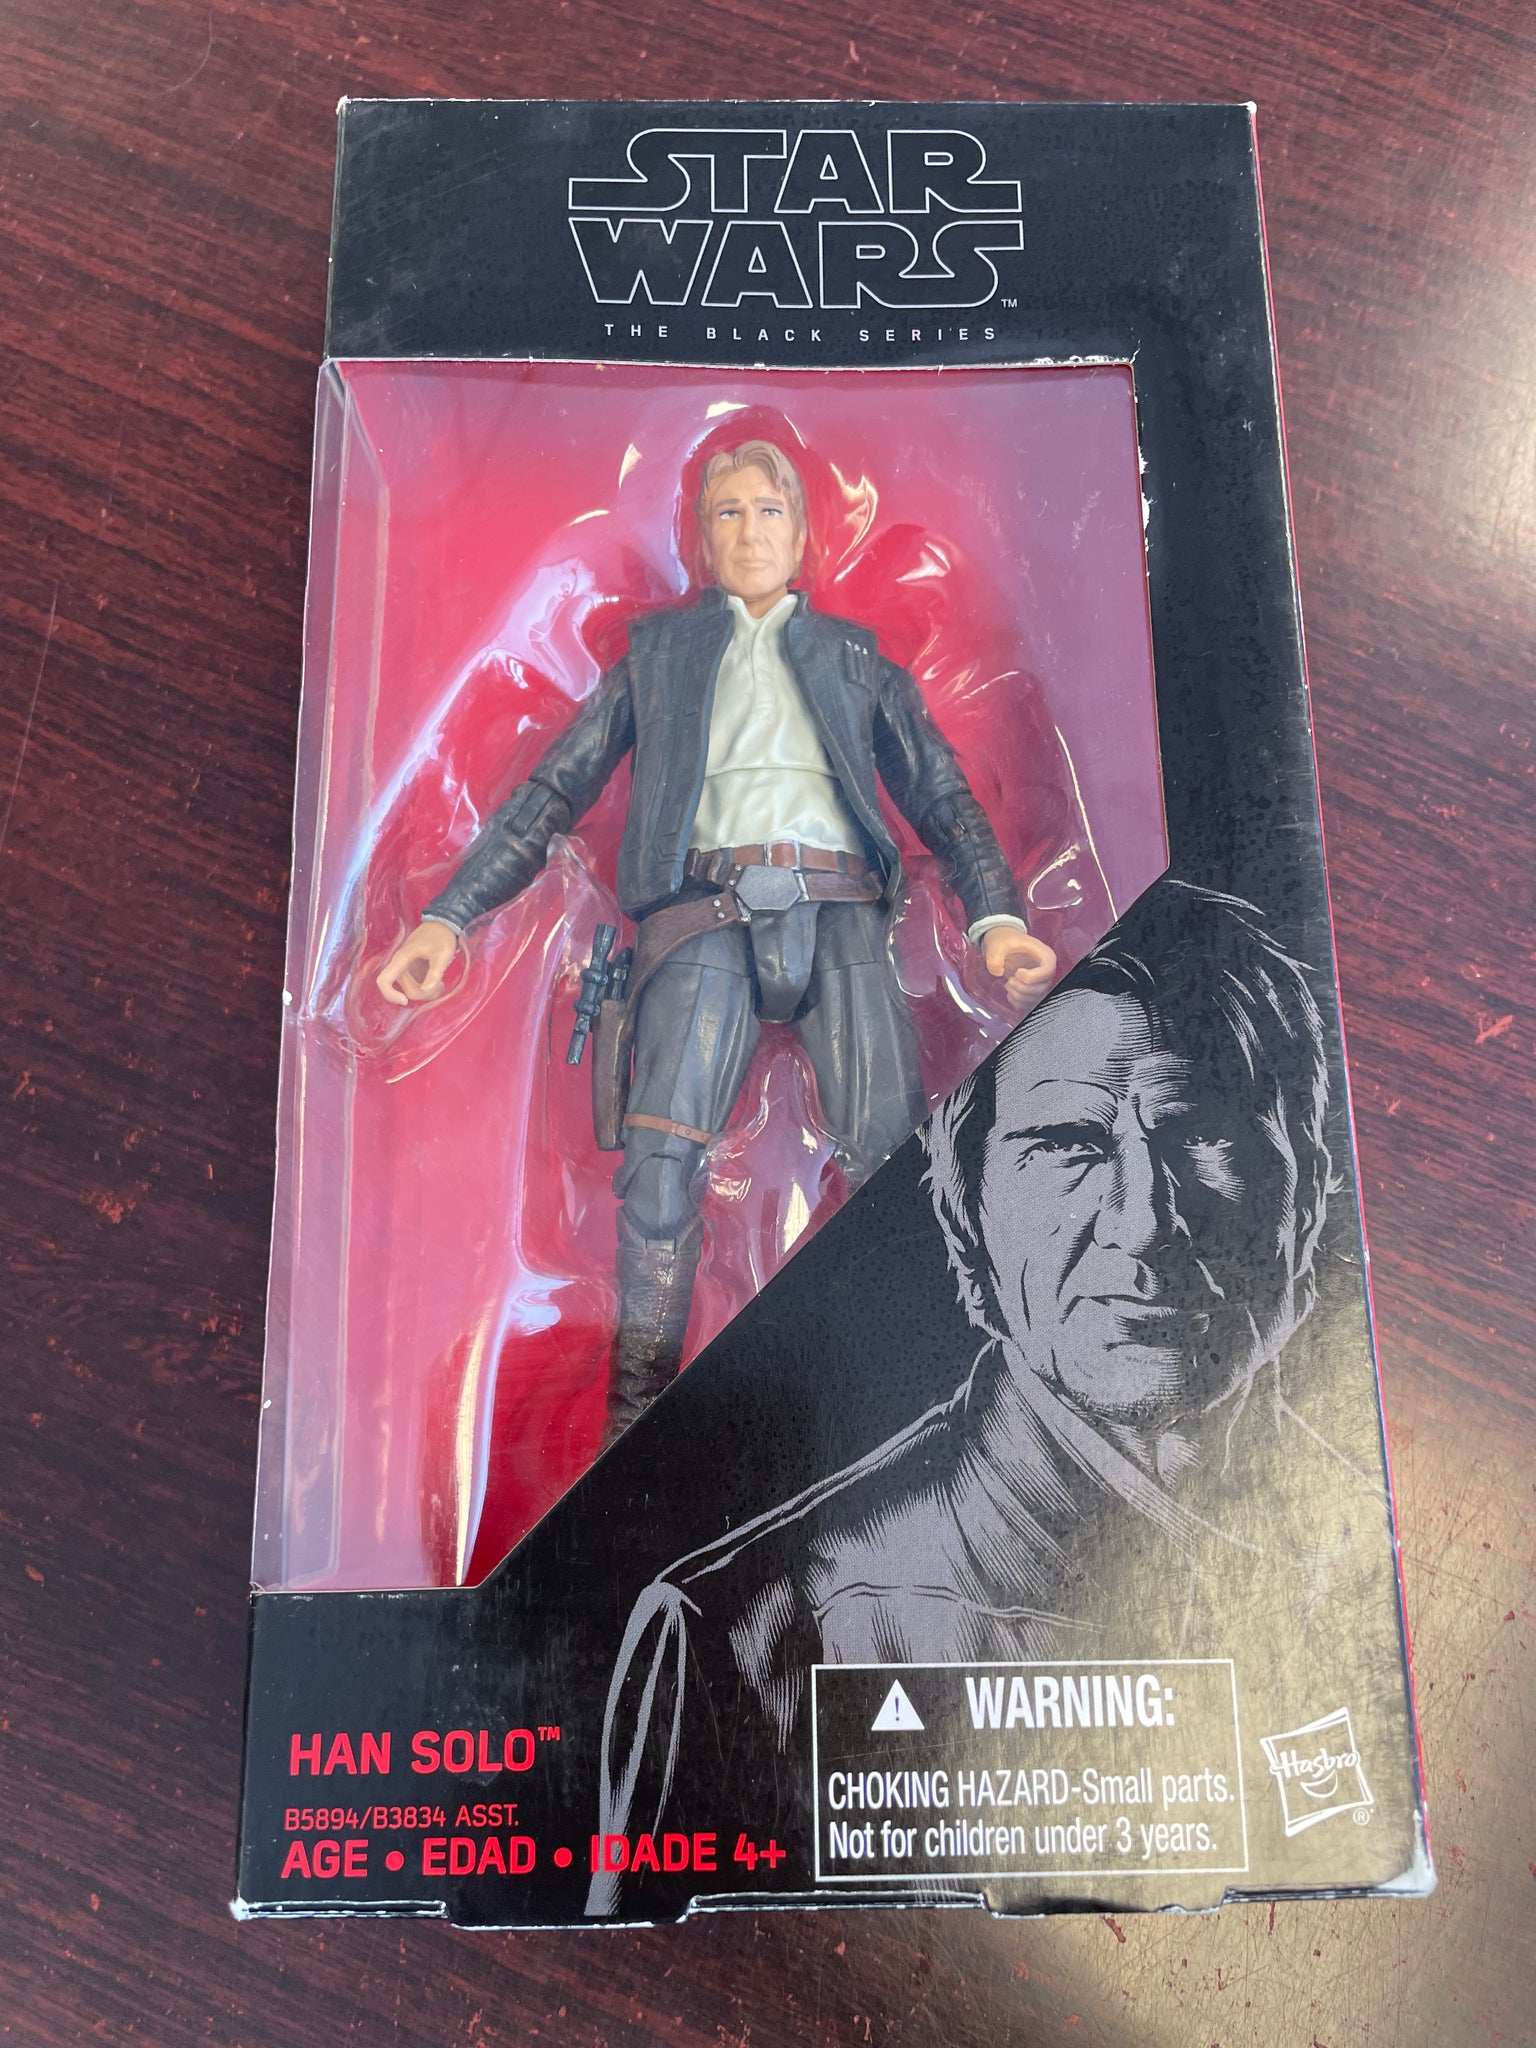 STAR
WARS™
THE BLACK SERIES
HAN SOLO™
B5894/B3834 ASST.
AGE • EDAD • IDADE 4+
! WARNING:
CHOKING HAZARD-Small parts.
Not for children under 3 years.
Hasbro®